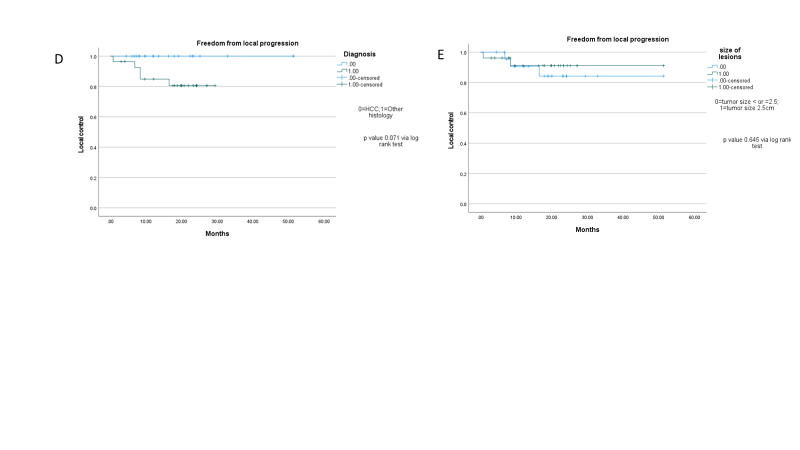 D
Freedom from local progression
1.0
0.8
0.6
0.4
0.2
0.0
Local control
.00
10.00
20.00
30.00
40.00
50.00
60.00
Months
Diagnosis
.00
1.00
.00-censored
1.00-censored
0=HCC;1=Other
histology
p value 0.071 via log
rank test
E
Freedom from local progression
1.0
0.8
0.6
0.4
0.2
0.0
Local control
.00
10.00
20.00
30.00
40.00
50.00
60.00
Months
size of
lesions
.00
1.00
.00-censored
1.00-censored
0=tumor size < or =2.5;
1=tumor size 2.5cm
p value 0.645 via log rank
test